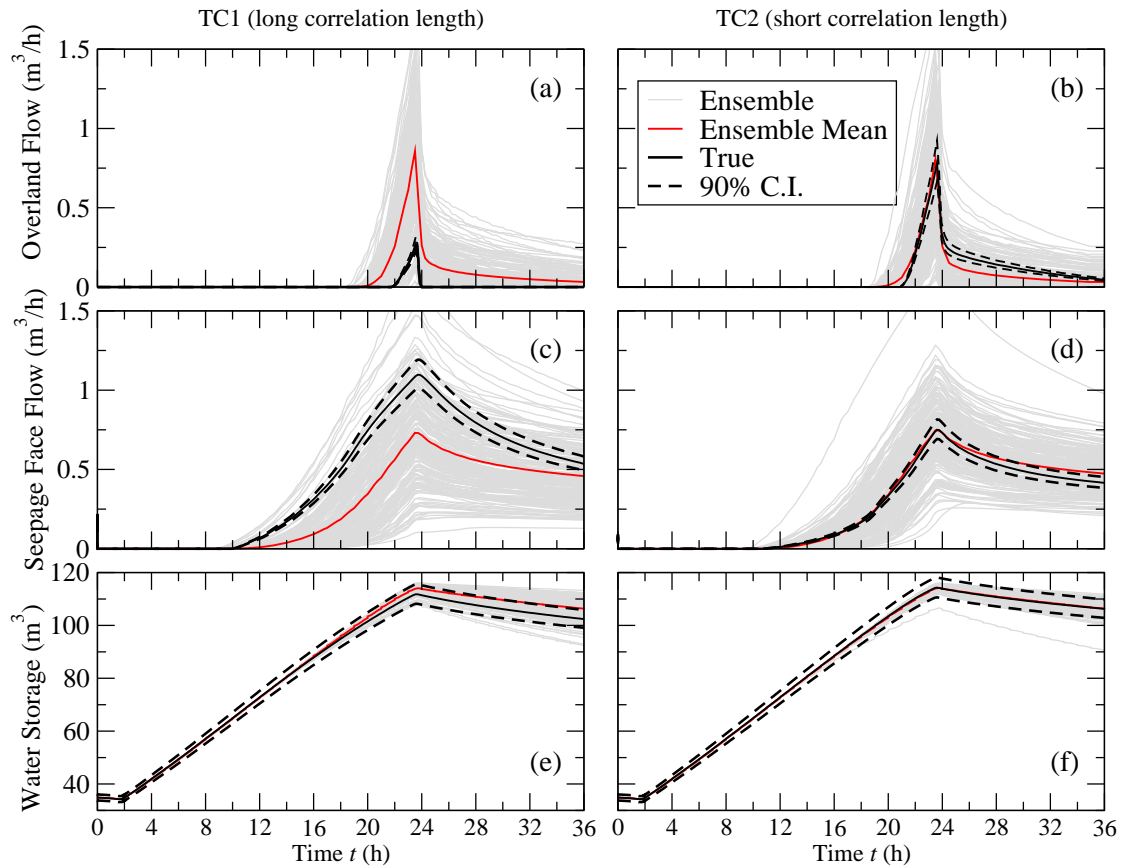 TC1 (long correlation length) TC2 (short correlation length)
Overland Flow (m³/h)
1.5
1
0.5
0
(a)
(b)
Ensemble
Ensemble Mean
True
90% C.I.
Seepage Face Flow (m³/h)
1.5
1
0.5
0
(c)
(d)
Water Storage (m³)
120
100
80
60
40
(e)
(f)
0 4 8 12 16 20 24 28 32 36 0 4 8 12 16 20 24 28 32 36
Time t (h) Time t (h)